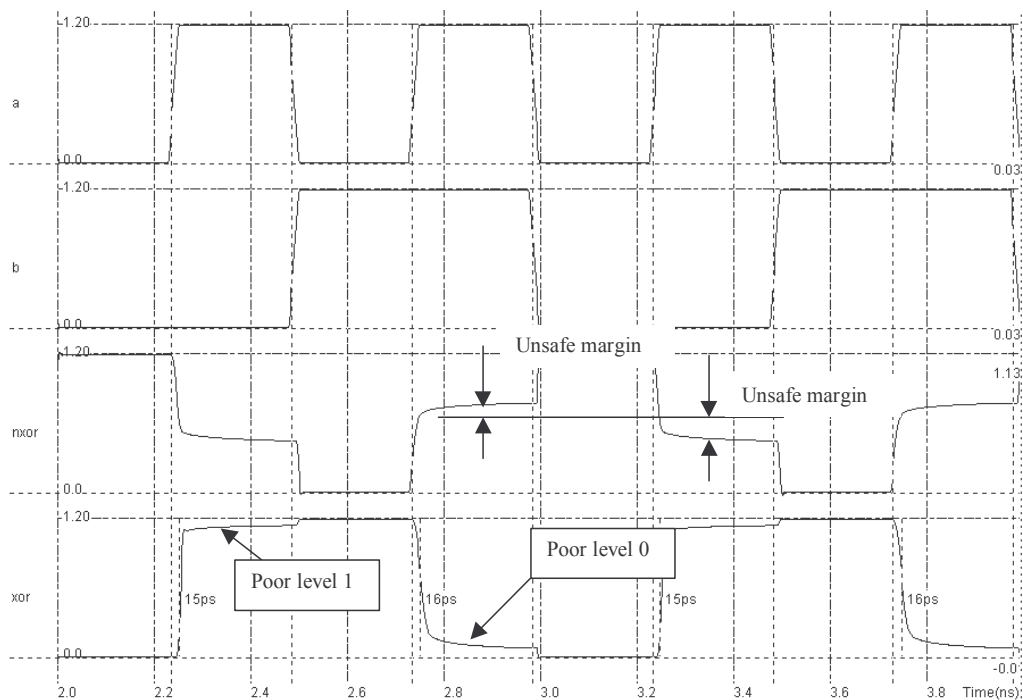 1.20
a
0.0
0.03
1.20
b
0.0
0.03
Unsafe margin
1.20
1.13
Unsafe margin
nxor
0.0
1.20
Poor level 0
Poor level 1
xor
15ps
16ps
15ps
16ps
0.0
-0.0
2.0 2.2 2.4 2.6 2.8 3.0 3.2 3.4 3.6 3.8 Time(ns)